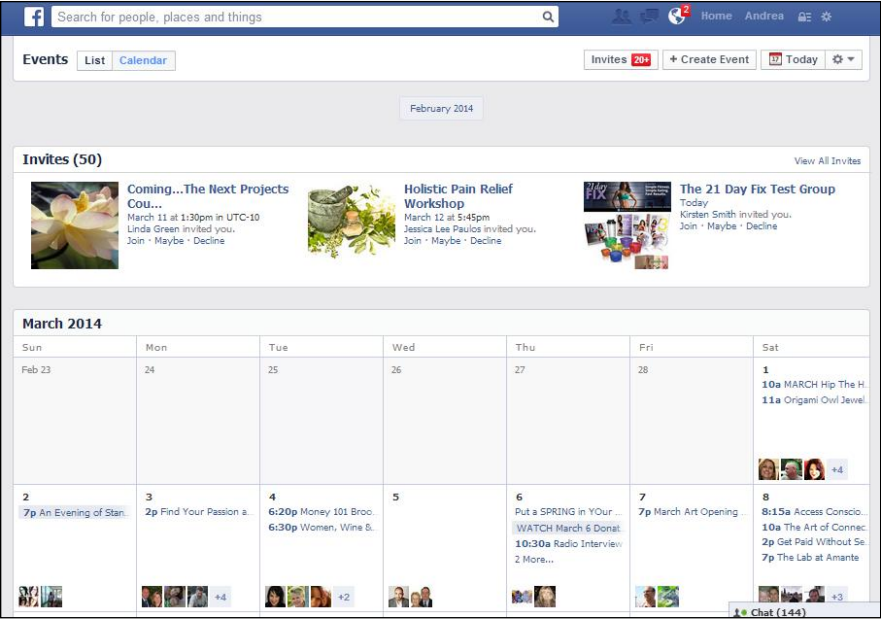 f Search for people, places and things 2 Home Andrea
Events List Calendar Invites 20+ + Create Event 17 Today
February 2014
Invites (50) View All Invites
Coming...The Next Projects
Cou...
March 11 at 1:30pm in UTC-10
Linda Green invited you.
Join · Maybe · Decline
Holistic Pain Relief
Workshop
March 12 at 5:45pm
Jessica Lee Paulos invited you.
Join · Maybe · Decline
21 day
FIX
The 21 Day Fix Test Group
Today
Kirsten Smith invited you.
Join · Maybe · Decline
March 2014
Sun Mon Tue Wed Thu Fri Sat
Feb 23 24 25 26 27 28 1
10a MARCH Hip The H.
11a Origami Owl Jewel.
+4
2
7p An Evening of Stan.
3
2p Find Your Passion a..
+4
4
6:20p Money 101 Broo.
6:30p Women, Wine &.
+2
5
6
Put a SPRING in YOur ...
WATCH March 6 Donat.
10:30a Radio Interview
2 More...
7
7p March Art Opening ...
8
8:15a Access Conscio..
10a The Art of Connec.
2p Get Paid Without Se.
7p The Lab at Amante
+3
Chat (144)